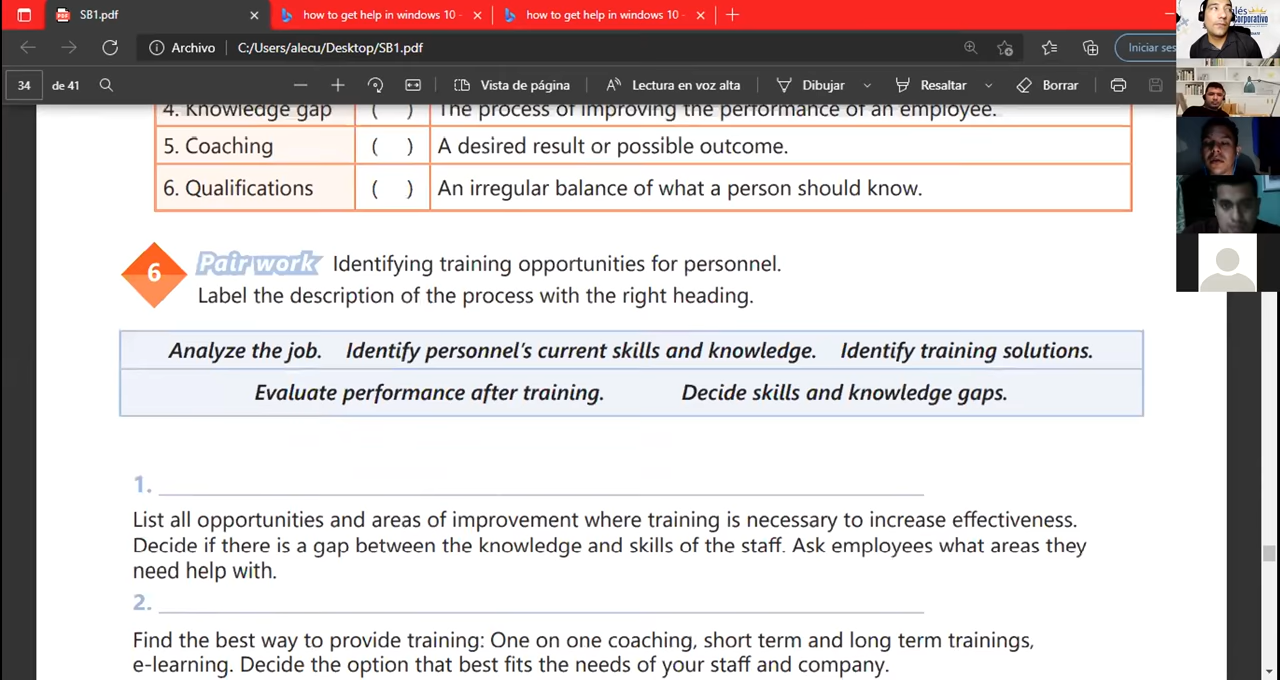 SB1.pdf
how to get help in windows 10 -
how to get help in windows 10 -
Archivo
C:/Users/alecu/Desktop/SB1.pdf
Iniciar ses
34 de 41
Vista de página
Lectura en voz alta
Dibujar
Resaltar
Borrar
4. Knowledge gap ( ) The process of improving the performance of an employee.
5. Coaching ( ) A desired result or possible outcome.
6. Qualifications ( ) An irregular balance of what a person should know.
6 Pair work Identifying training opportunities for personnel.
Label the description of the process with the right heading.
Analyze the job. Identify personnel's current skills and knowledge. Identify training solutions.
Evaluate performance after training. Decide skills and knowledge gaps.
1.
List all opportunities and areas of improvement where training is necessary to increase effectiveness.
Decide if there is a gap between the knowledge and skills of the staff. Ask employees what areas they
need help with.
2.
Find the best way to provide training: One on one coaching, short term and long term trainings,
e-learning. Decide the option that best fits the needs of your staff and company.